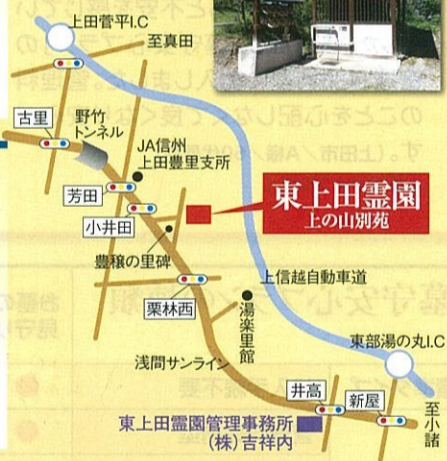 上田菅平I.C
至真田
古里
野竹
トンネル
JA信州
上田豊里支所
芳田
小井田
東上田霊園
上の山別苑
豊穣の里碑
栗林西
上信越自動車道
湯楽里館
東部湯の丸I.C
浅間サンライン
井高
新屋
至小諸
東上田霊園管理事務所
(株)吉祥内